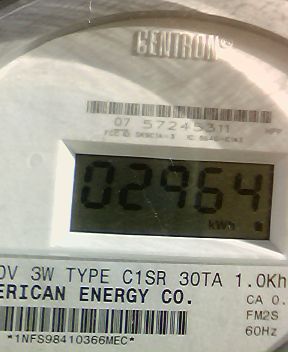 CENTRON®
07 57245311
02964
kWh
0V 3W TYPE C1SR 30TA 1.0Kh
ERICAN ENERGY CO.
CA 0.
FM2S
60Hz
*1NFS98410366MEC*